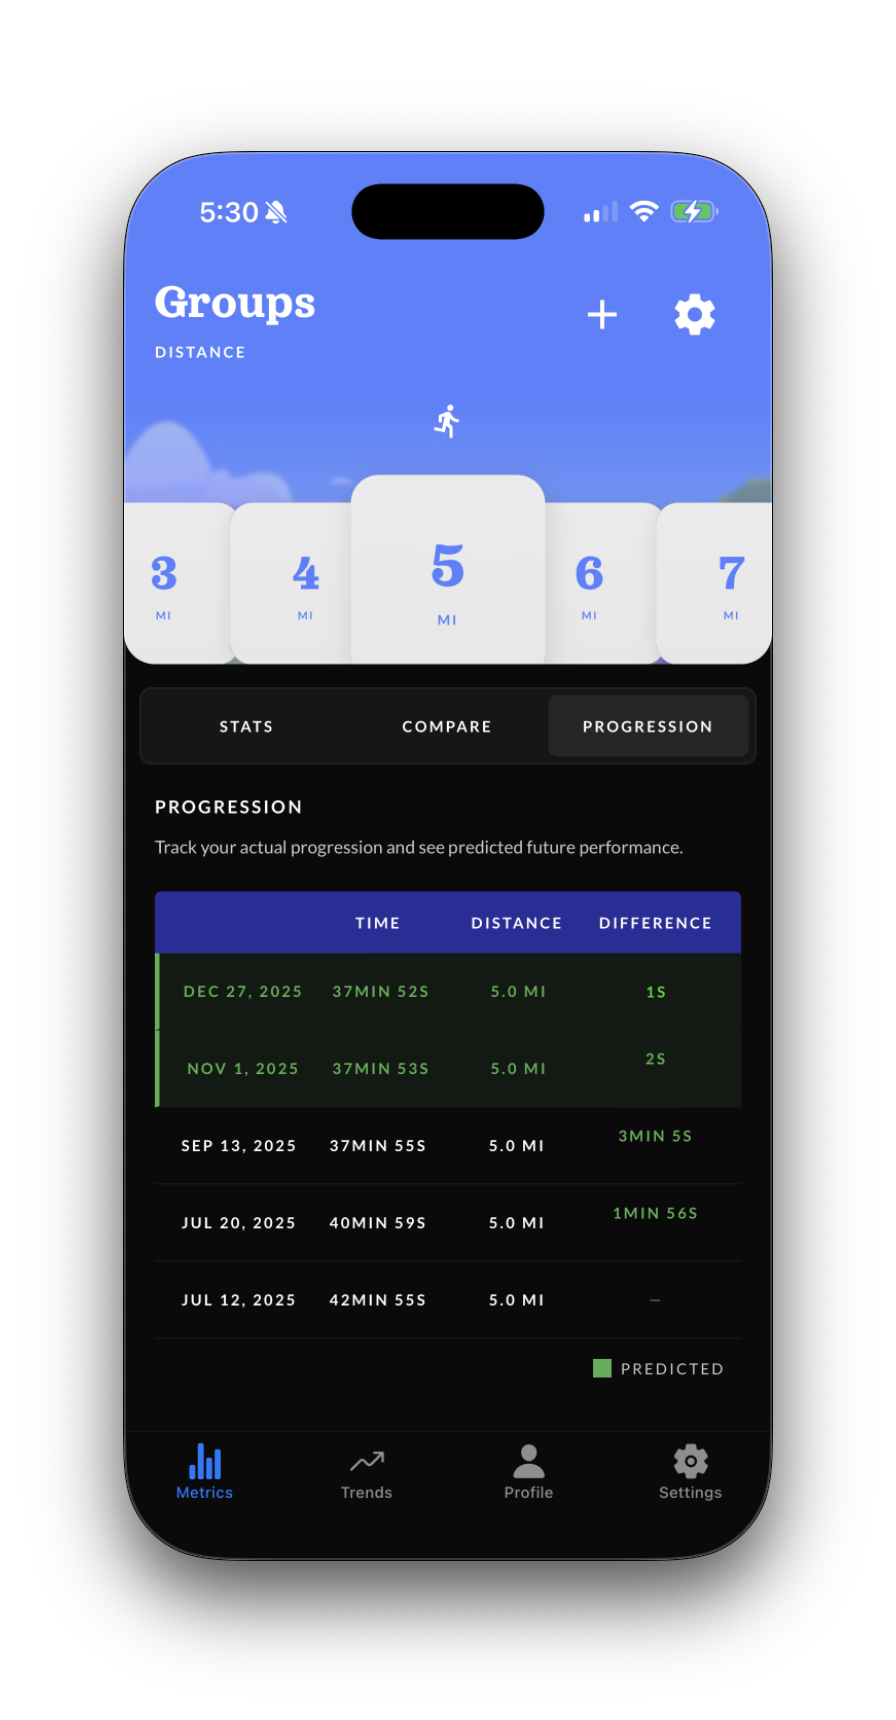 5:30
Groups
DISTANCE
3 4 5 6 7
MI MI MI MI MI
STATS COMPARE PROGRESSION
PROGRESSION
Track your actual progression and see predicted future performance.
TIME DISTANCE DIFFERENCE
DEC 27, 2025 37MIN 52S 5.0 MI 1S
NOV 1, 2025 37MIN 53S 5.0 MI 2S
SEP 13, 2025 37MIN 55S 5.0 MI 3MIN 5S
JUL 20, 2025 40MIN 59S 5.0 MI 1MIN 56S
JUL 12, 2025 42MIN 55S 5.0 MI —
PREDICTED
Metrics Trends Profile Settings